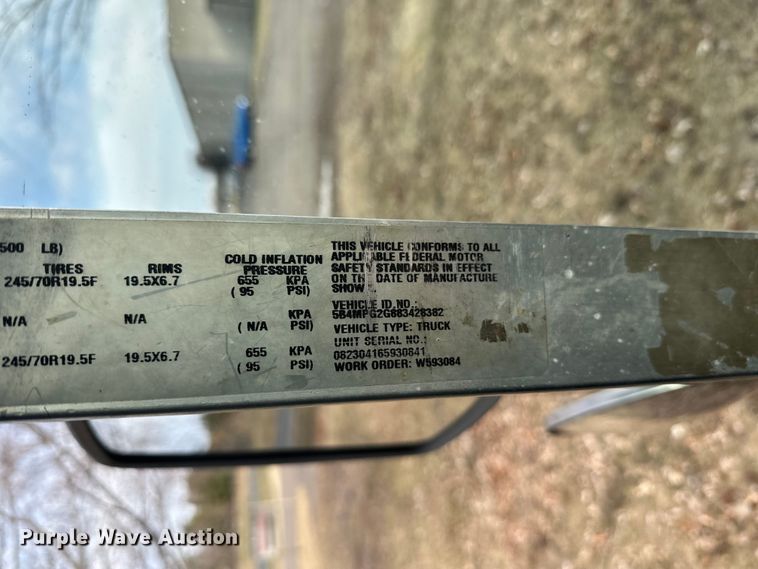 500 LB)
TIRES RIMS COLD INFLATION PRESSURE
245/70R19.5F 19.5X6.7 655 KPA
( 95 PSI)
N/A N/A KPA
( N/A PSI)
245/70R19.5F 19.5X6.7 655 KPA
( 95 PSI)
THIS VEHICLE CONFORMS TO ALL
APPLICABLE FEDERAL MOTOR
SAFETY STANDARDS IN EFFECT
ON THE DATE OF MANUFACTURE
VEHICLE ID NO.:
5B4MPG2G883428382
VEHICLE TYPE: TRUCK
UNIT SERIAL NO.:
082304165930841
WORK ORDER: W593084
Purple Wave Auction